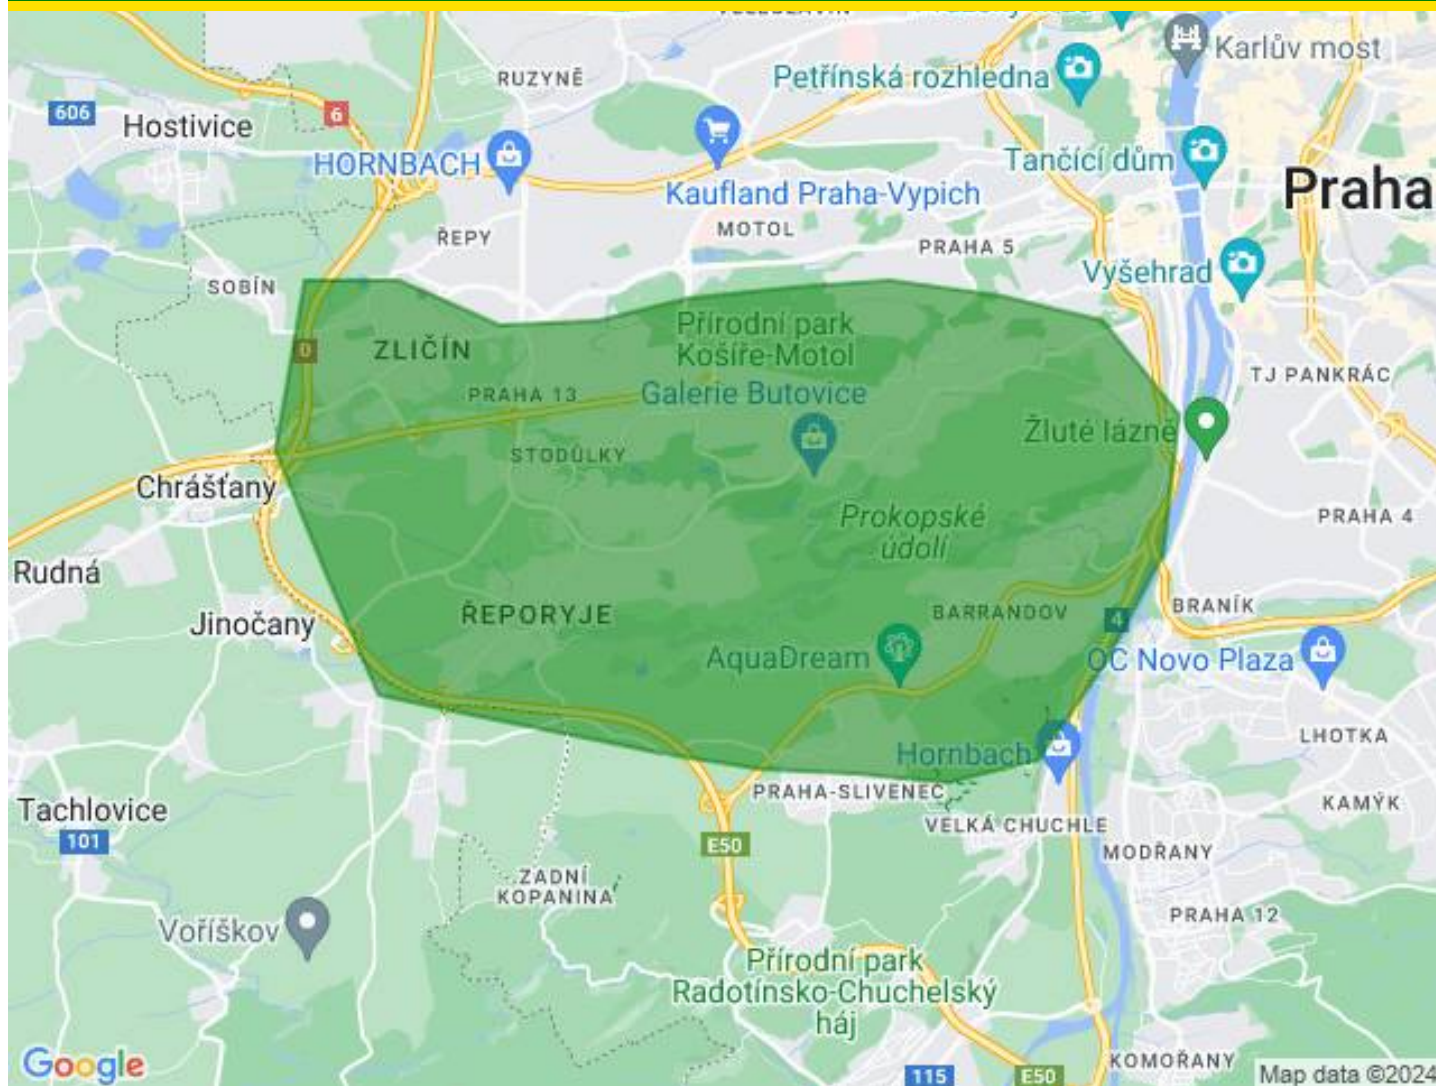 Karlův most
Petřínská rozhledna
RUZYNĚ
606
6
Hostivice
HORNBACH
Tančící dům
Kaufland Praha-Vypich
Praha
MOTOL
ŘEPY
PRAHA 5
Vyšehrad
SOBÍN
Přírodní park
Košíře-Motol
0
ZLIČÍN
TJ PANKRÁC
PRAHA 13
Galerie Butovice
Žluté lázně
STODŮLKY
Chrášťany
Prokopské
údolí
PRAHA 4
Rudná
ŘEPORYJE
BARRANDOV
4
BRANÍK
Jinočany
AquaDream
OC Novo Plaza
LHOTKA
Hornbach
PRAHA-SLIVENEC
KAMÝK
Tachlovice
101
VELKÁ CHUCHLE
E50
MODŘANY
ZADNÍ
KOPANINA
PRAHA 12
Voříškov
Přírodní park
Radotínsko-Chuchelský
háj
KOMOŘANY
Google
115
E50
Map data ©2024